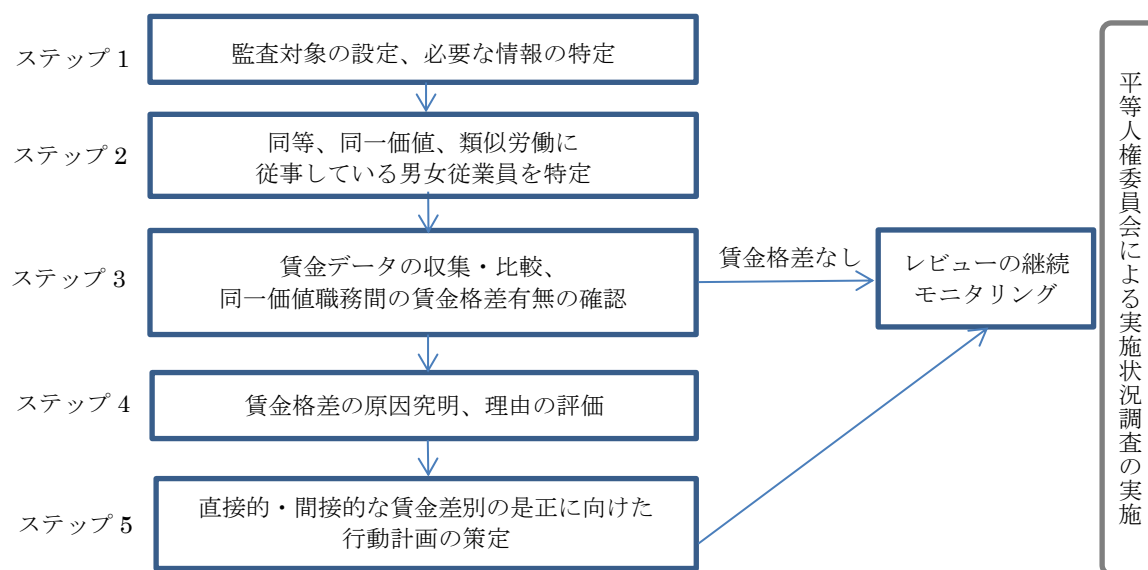 ステップ 1
監査対象の設定、必要な情報の特定
ステップ 2
同等、同一価値、類似労働に
従事している男女従業員を特定
ステップ 3
賃金データの収集・比較、
同一価値職務間の賃金格差有無の確認
賃金格差なし
レビューの継続
モニタリング
ステップ 4
賃金格差の原因究明、理由の評価
ステップ 5
直接的・間接的な賃金差別の是正に向けた
行動計画の策定
平等人権委員会による実施状況調査の実施